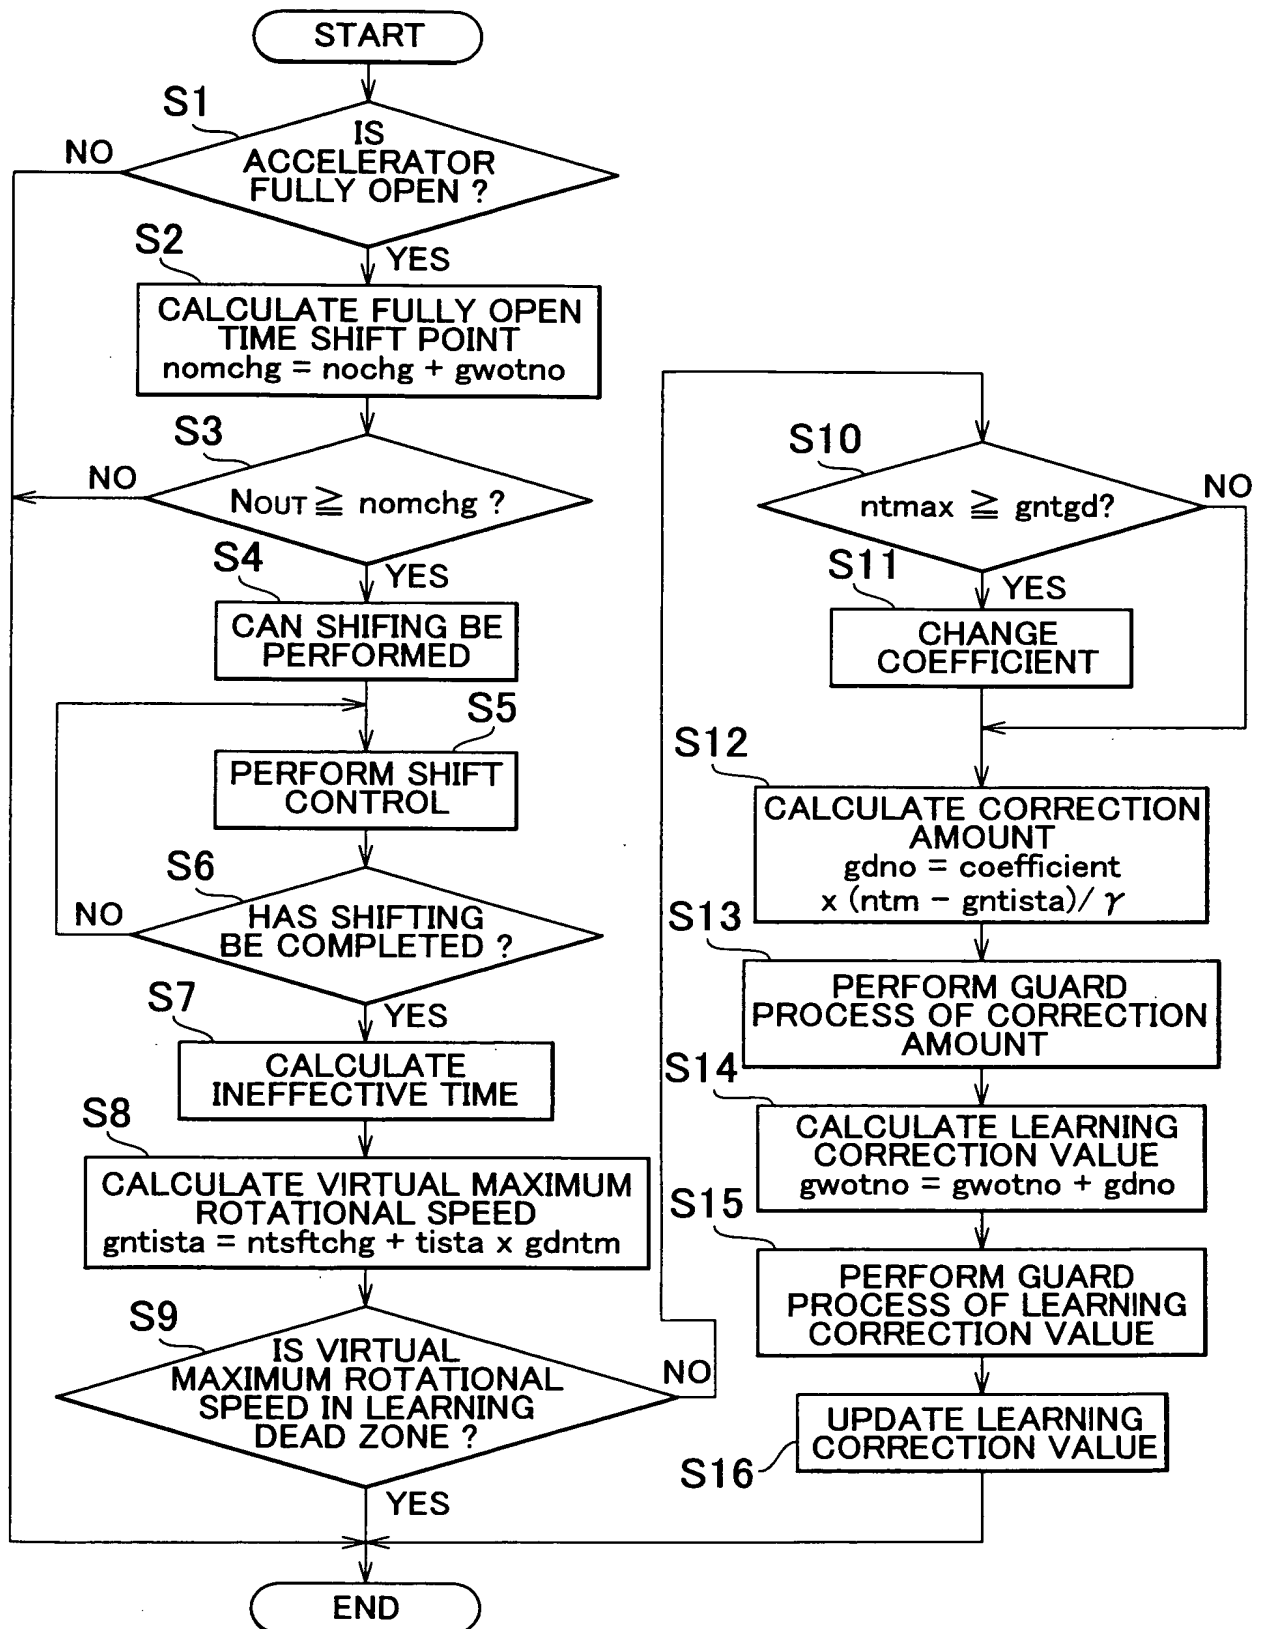 START
S1
IS
ACCELERATOR
FULLY OPEN ?
NO
YES
S2
CALCULATE FULLY OPEN
TIME SHIFT POINT
nomchg = nochg + gwotno
S3
NOUT ≧ nomchg ?
NO
YES
S4
CAN SHIFING BE
PERFORMED
S5
PERFORM SHIFT
CONTROL
S6
HAS SHIFTING
BE COMPLETED ?
NO
YES
S7
CALCULATE
INEFFECTIVE TIME
S8
CALCULATE VIRTUAL MAXIMUM
ROTATIONAL SPEED
gntista = ntsftchg + tista x gdntm
S9
IS VIRTUAL
MAXIMUM ROTATIONAL
SPEED IN LEARNING
DEAD ZONE ?
NO
YES
S10
ntmax ≧ gntgd?
NO
YES
S11
CHANGE
COEFFICIENT
S12
CALCULATE CORRECTION
AMOUNT
gdno = coefficient
x (ntm - gntista)/ γ
S13
PERFORM GUARD
PROCESS OF CORRECTION
AMOUNT
S14
CALCULATE LEARNING
CORRECTION VALUE
gwotno = gwotno + gdno
S15
PERFORM GUARD
PROCESS OF LEARNING
CORRECTION VALUE
S16
UPDATE LEARNING
CORRECTION VALUE
END